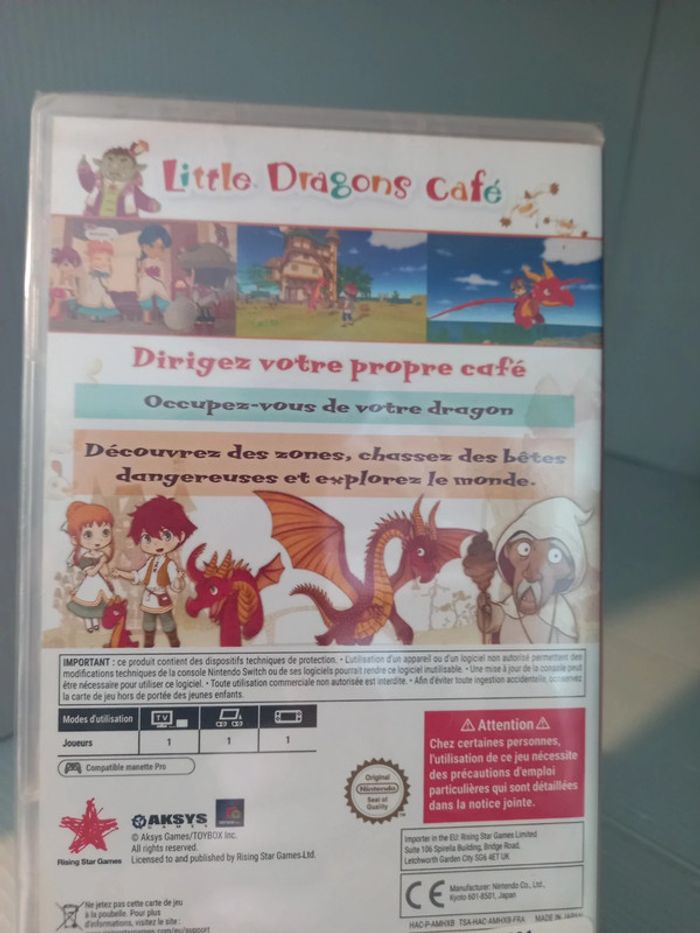 Little Dragons Café
Dirigez votre propre café
Occupez-vous de votre dragon
Découvrez des zones, chassez des bêtes
dangereuses et explorez le monde.
IMPORTANT : ce produit contient des dispositifs techniques de protection. • L'utilisation d'un appareil ou d'un logiciel non autorisé permettant des
modifications techniques de la console Nintendo Switch ou de ses logiciels pourrait rendre ce logiciel inutilisable. • Une mise à jour de la console peut
être nécessaire pour utiliser ce logiciel. • Toute utilisation commerciale non autorisée est interdite. • Afin d'éviter toute ingestion accidentelle, conservez
la carte de jeu hors de portée des jeunes enfants.
Modes d'utilisation TV
Joueurs 1 1 1
Compatible manette Pro
⚠ Attention ⚠
Chez certaines personnes,
l'utilisation de ce jeu nécessite
des précautions d'emploi
particulières qui sont détaillées
dans la notice jointe.
Original
Nintendo
Seal of
Quality
TM
Rising Star Games
AKSYS
GAMES
© Aksys Games/TOYBOX Inc.
All rights reserved.
Licensed to and published by Rising Star Games Ltd.
Importer in the EU: Rising Star Games Limited
Suite 106 Spirella Building, Bridge Road,
Letchworth Garden City SG6 4ET UK
CE
Manufacturer: Nintendo Co., Ltd.,
Kyoto 601-8501, Japan
Ne jetez pas cette carte de jeu
à la poubelle. Pour plus
d'informations, visitez le site :
HAC-P-AMHXB TSA-HAC-AMHXB-FRA MADE IN JAPAN